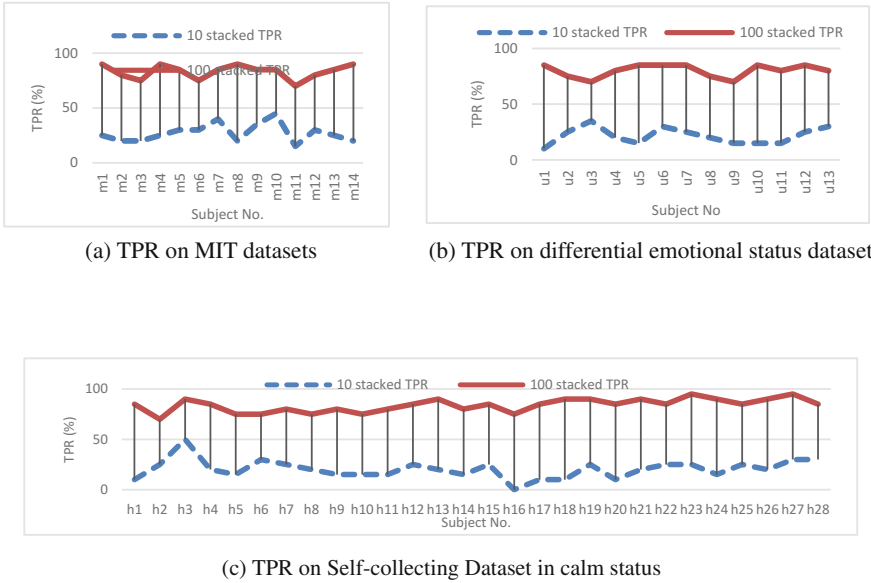 10 stacked TPR
100 stacked TPR
100
50
0
TPR (%)
m1 m2 m3 m4 m5 m6 m7 m8 m9 m10 m11 m12 m13 m14
Subject No.
(a) TPR on MIT datasets
10 stacked TPR 100 stacked TPR
100
50
0
TPR (%)
u1 u2 u3 u4 u5 u6 u7 u8 u9 u10 u11 u12 u13
Subject No
(b) TPR on differential emotional status dataset
10 stacked TPR 100 stacked TPR
100
50
0
TPR (%)
h1 h2 h3 h4 h5 h6 h7 h8 h9 h10 h11 h12 h13 h14 h15 h16 h17 h18 h19 h20 h21 h22 h23 h24 h25 h26 h27 h28
Subject No.
(c) TPR on Self-collecting Dataset in calm status